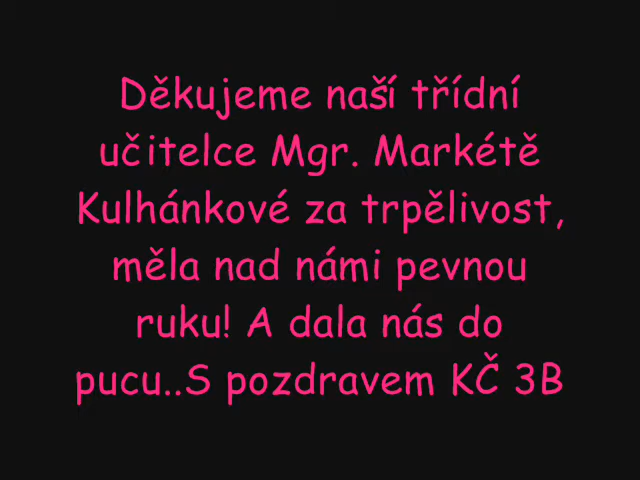 Děkujeme naší třídní
učitelce Mgr. Markétě
Kulhánkové za trpělivost,
měla nad námi pevnou
ruku! A dala nás do
pucu..S pozdravem KČ 3B